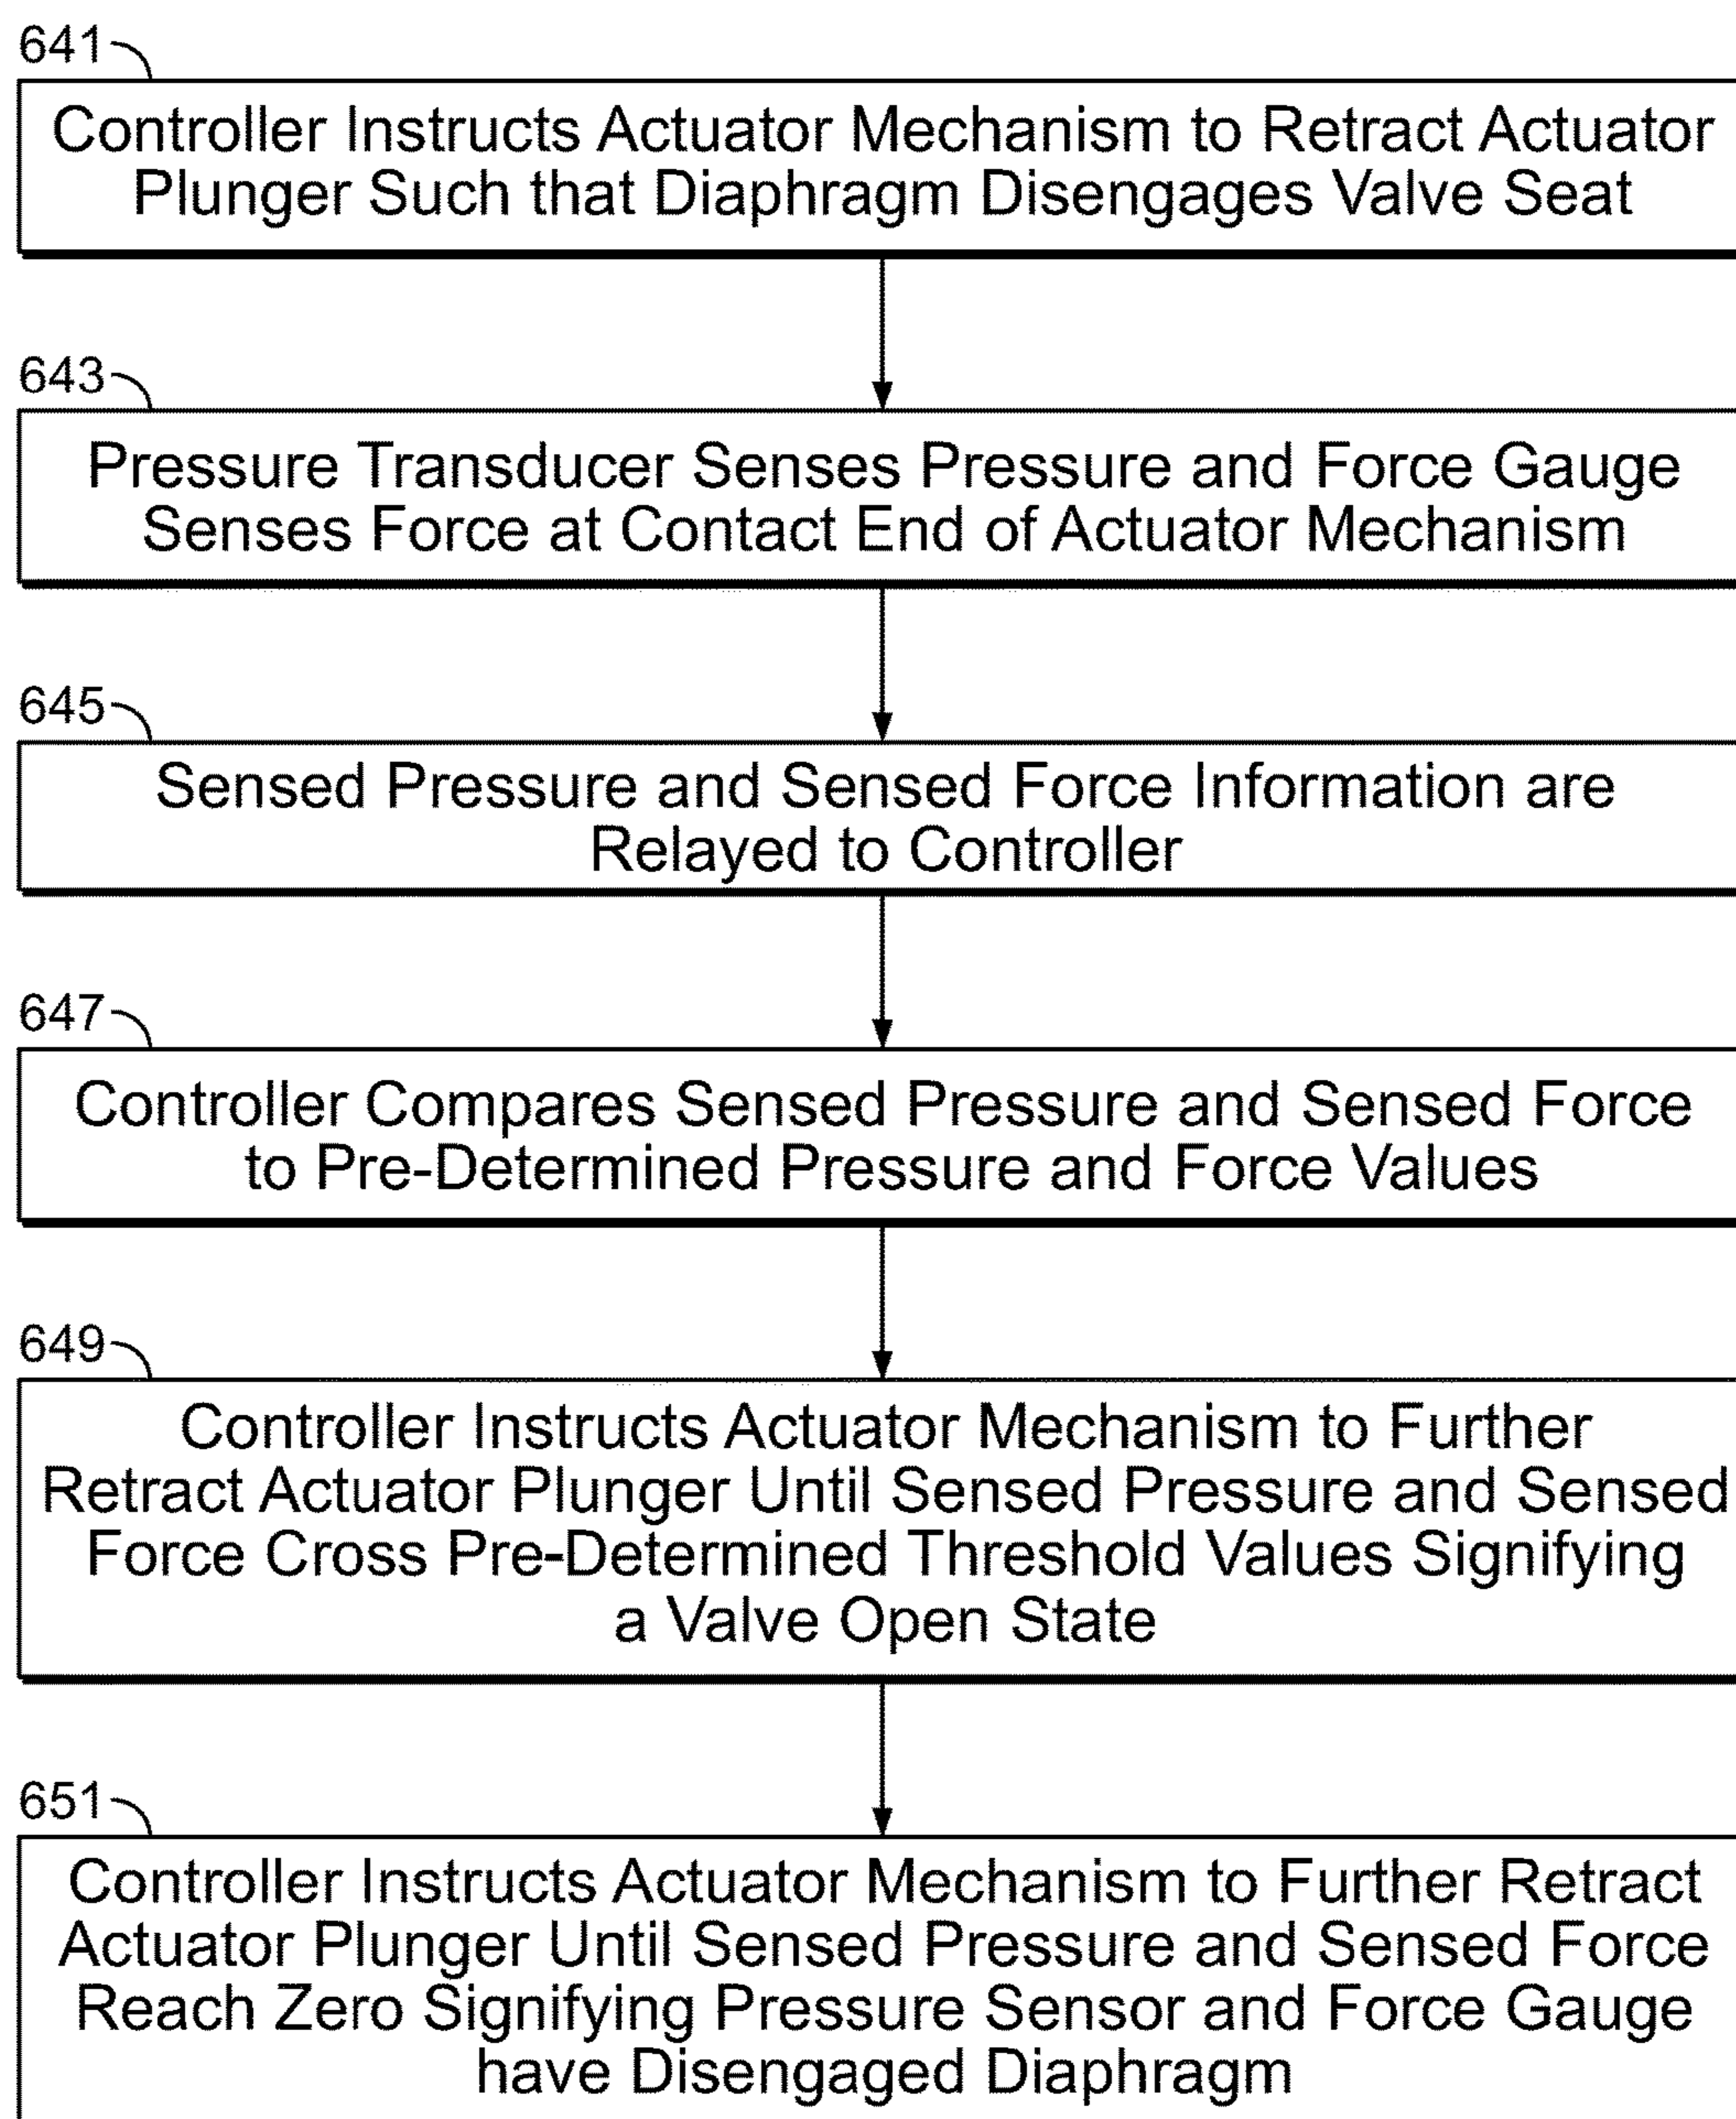 641
Controller Instructs Actuator Mechanism to Retract Actuator
Plunger Such that Diaphragm Disengages Valve Seat
643
Pressure Transducer Senses Pressure and Force Gauge
Senses Force at Contact End of Actuator Mechanism
645
Sensed Pressure and Sensed Force Information are
Relayed to Controller
647
Controller Compares Sensed Pressure and Sensed Force
to Pre-Determined Pressure and Force Values
649
Controller Instructs Actuator Mechanism to Further
Retract Actuator Plunger Until Sensed Pressure and Sensed
Force Cross Pre-Determined Threshold Values Signifying
a Valve Open State
651
Controller Instructs Actuator Mechanism to Further Retract
Actuator Plunger Until Sensed Pressure and Sensed Force
Reach Zero Signifying Pressure Sensor and Force Gauge
have Disengaged Diaphragm